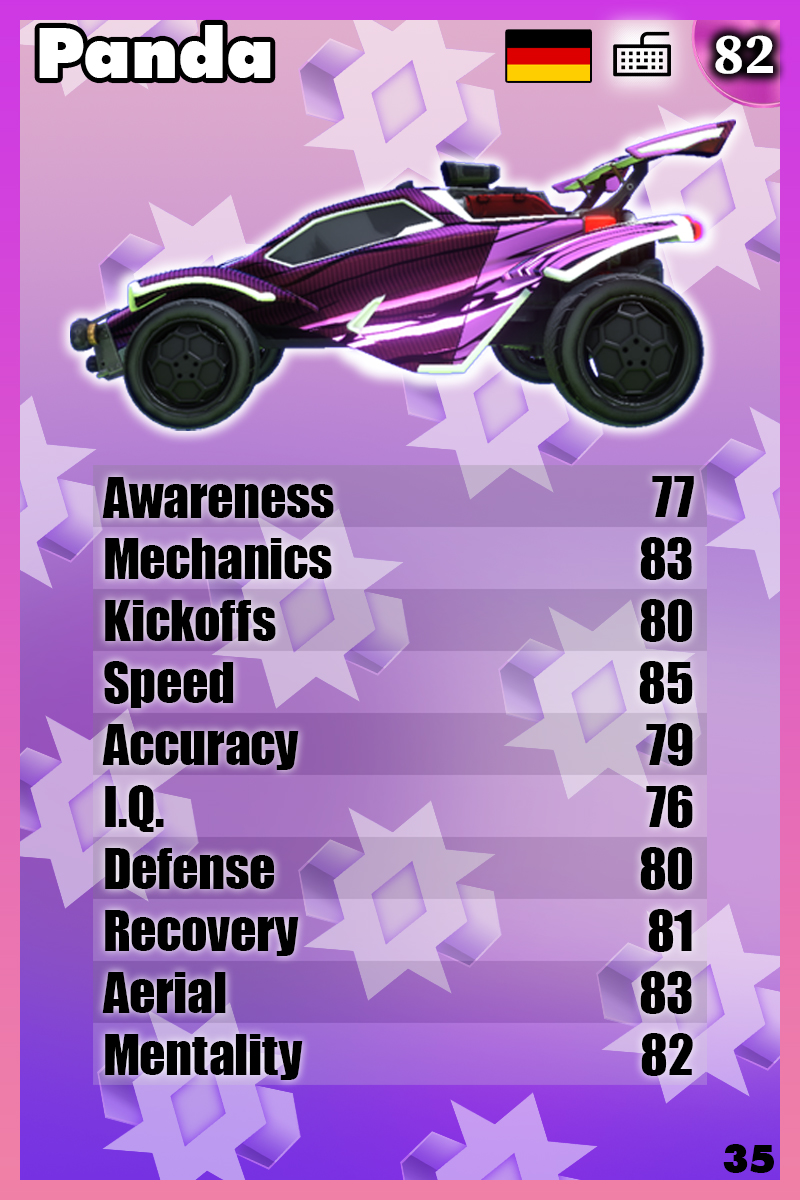 Panda 82
Awareness 77
Mechanics 83
Kickoffs 80
Speed 85
Accuracy 79
I.Q. 76
Defense 80
Recovery 81
Aerial 83
Mentality 82
35